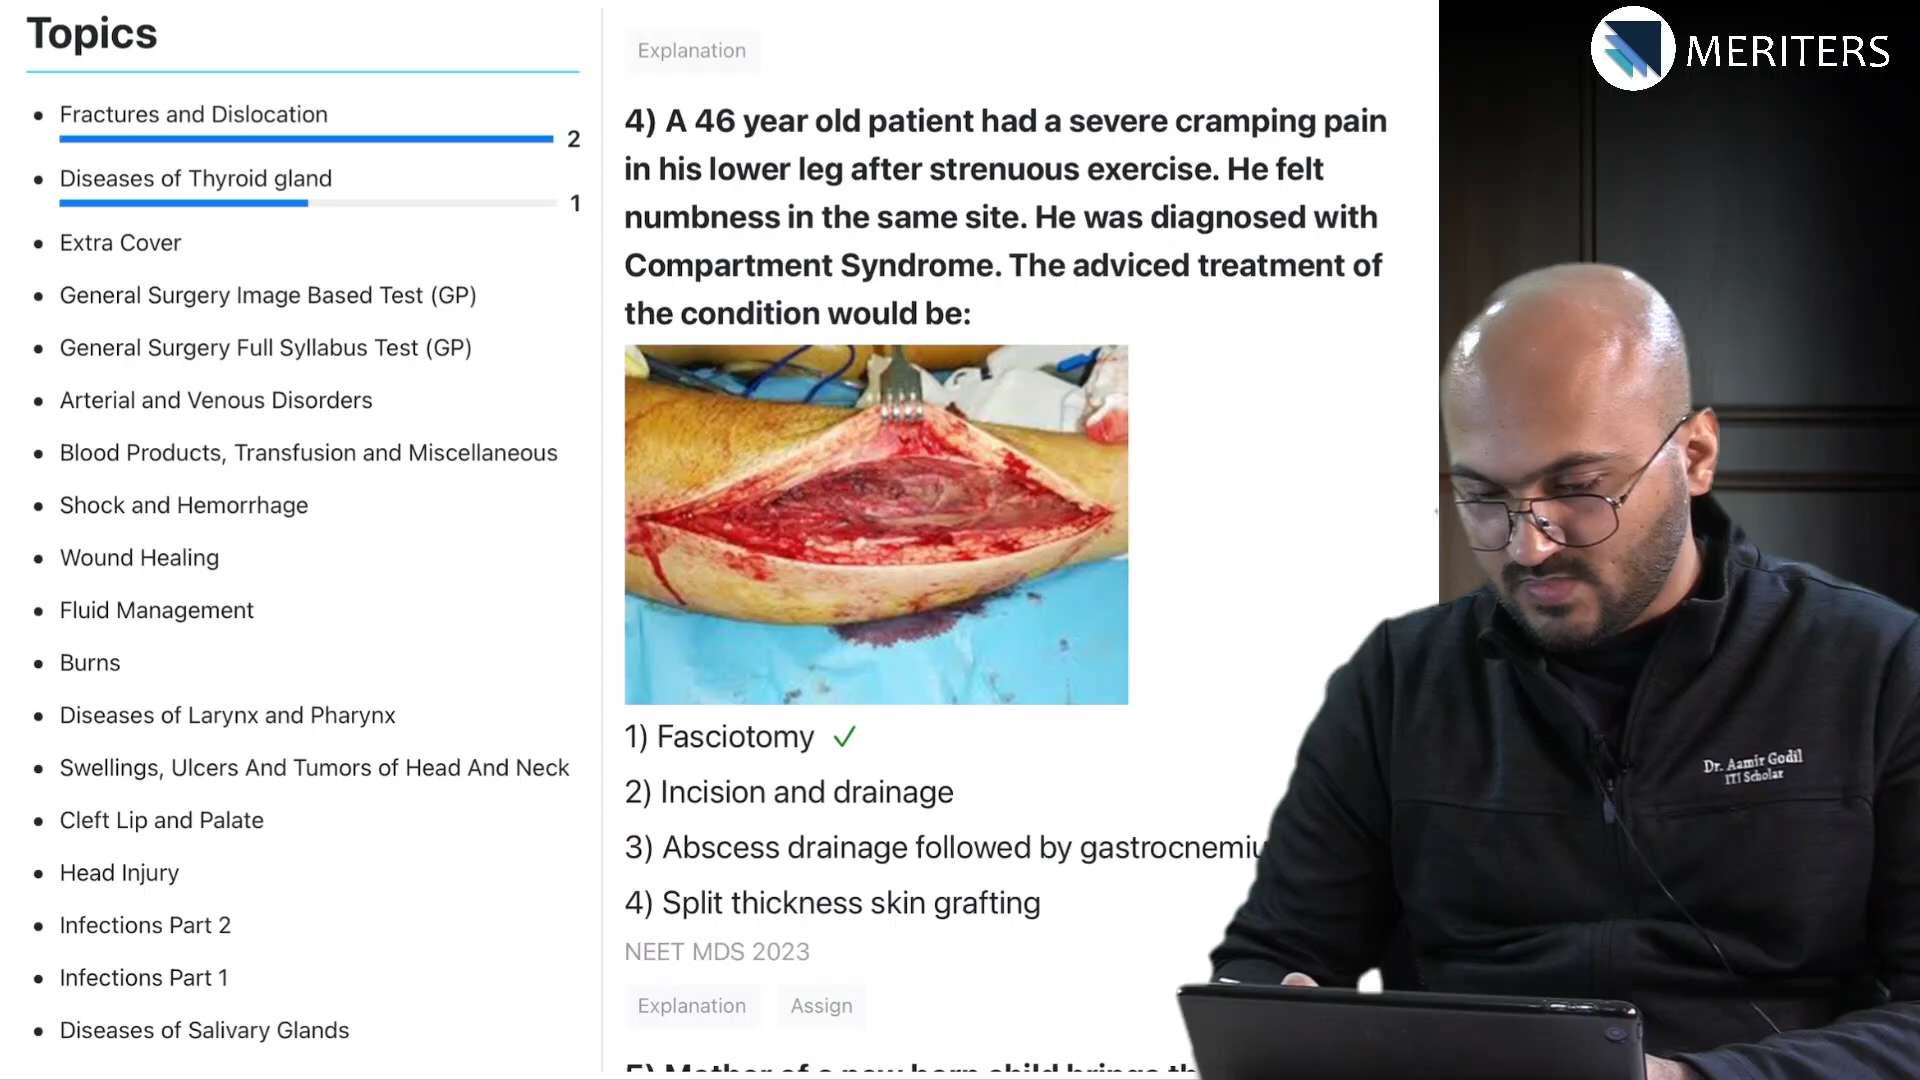 Topics
Fractures and Dislocation
2
Diseases of Thyroid gland
1
Extra Cover
General Surgery Image Based Test (GP)
General Surgery Full Syllabus Test (GP)
Arterial and Venous Disorders
Blood Products, Transfusion and Miscellaneous
Shock and Hemorrhage
Wound Healing
Fluid Management
Burns
Diseases of Larynx and Pharynx
Swellings, Ulcers And Tumors of Head And Neck
Cleft Lip and Palate
Head Injury
Infections Part 2
Infections Part 1
Diseases of Salivary Glands
Explanation
4) A 46 year old patient had a severe cramping pain
in his lower leg after strenuous exercise. He felt
numbness in the same site. He was diagnosed with
Compartment Syndrome. The adviced treatment of
the condition would be:
1) Fasciotomy
2) Incision and drainage
3) Abscess drainage followed by
4) Split thickness skin grafting
NEET MDS 2023
Explanation Assign
5) Mother of a new born child brings
MERITERS
Dr. Aamir Godil
ITI Scholar